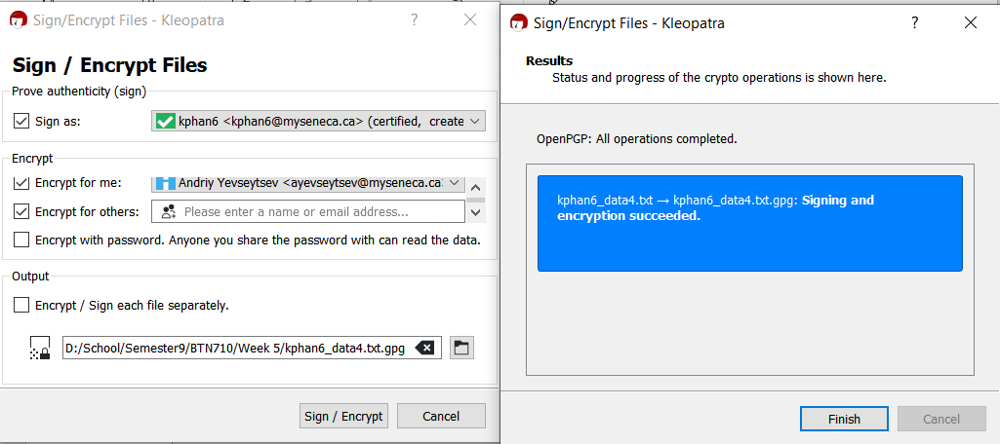 Sign/Encrypt Files - Kleopatra
?
Sign / Encrypt Files
Prove authenticity (sign)
Sign as:
kphan6 <kphan6@myseneca.ca> (certified, create
Encrypt
Encrypt for me:
Andriy Yevseytsev <ayevseytsev@myseneca.ca>
Encrypt for others:
Please enter a name or email address...
Encrypt with password. Anyone you share the password with can read the data.
Output
Encrypt / Sign each file separately.
D:/School/Semester9/BTN710/Week 5/kphan6_data4.txt.gpg
Sign / Encrypt
Cancel
Sign/Encrypt Files - Kleopatra
?
Results
Status and progress of the crypto operations is shown here.
OpenPGP: All operations completed.
kphan6_data4.txt → kphan6_data4.txt.gpg: Signing and
encryption succeeded.
Finish
Cancel